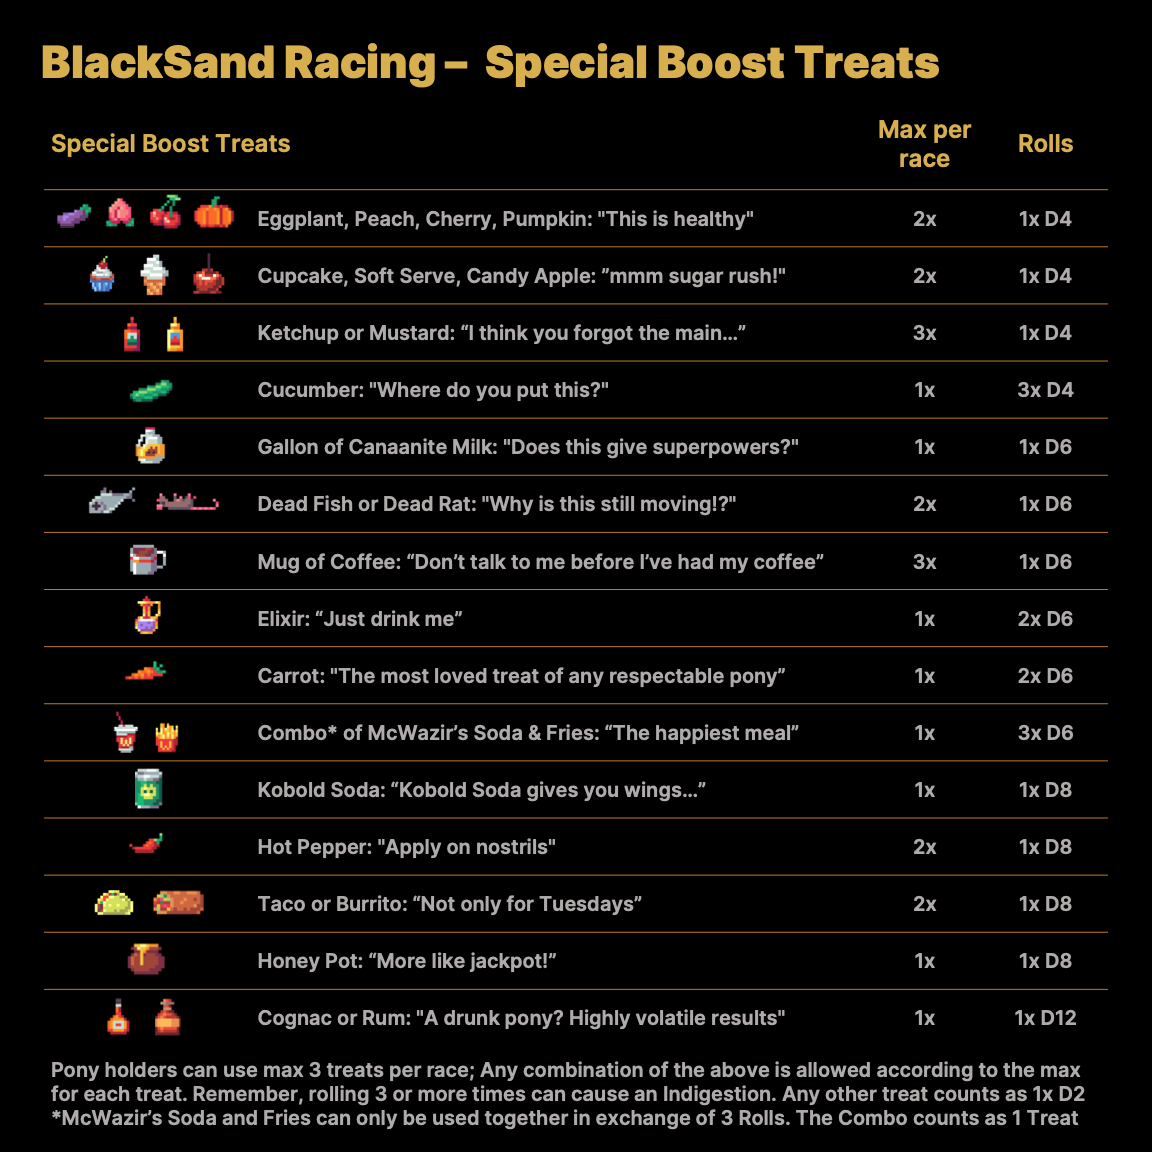 BlackSand Racing – Special Boost Treats
Special Boost Treats Max per race Rolls
Eggplant, Peach, Cherry, Pumpkin: "This is healthy" 2x 1x D4
Cupcake, Soft Serve, Candy Apple: ”mmm sugar rush!" 2x 1x D4
Ketchup or Mustard: “I think you forgot the main...” 3x 1x D4
Cucumber: "Where do you put this?" 1x 3x D4
Gallon of Canaanite Milk: "Does this give superpowers?" 1x 1x D6
Dead Fish or Dead Rat: "Why is this still moving!?" 2x 1x D6
Mug of Coffee: “Don’t talk to me before I’ve had my coffee” 3x 1x D6
Elixir: “Just drink me” 1x 2x D6
Carrot: "The most loved treat of any respectable pony” 1x 2x D6
Combo* of McWazir’s Soda & Fries: “The happiest meal” 1x 3x D6
Kobold Soda: “Kobold Soda gives you wings...” 1x 1x D8
Hot Pepper: "Apply on nostrils" 2x 1x D8
Taco or Burrito: “Not only for Tuesdays” 2x 1x D8
Honey Pot: “More like jackpot!” 1x 1x D8
Cognac or Rum: "A drunk pony? Highly volatile results" 1x 1x D12
Pony holders can use max 3 treats per race; Any combination of the above is allowed according to the max
for each treat. Remember, rolling 3 or more times can cause an Indigestion. Any other treat counts as 1x D2
*McWazir’s Soda and Fries can only be used together in exchange of 3 Rolls. The Combo counts as 1 Treat